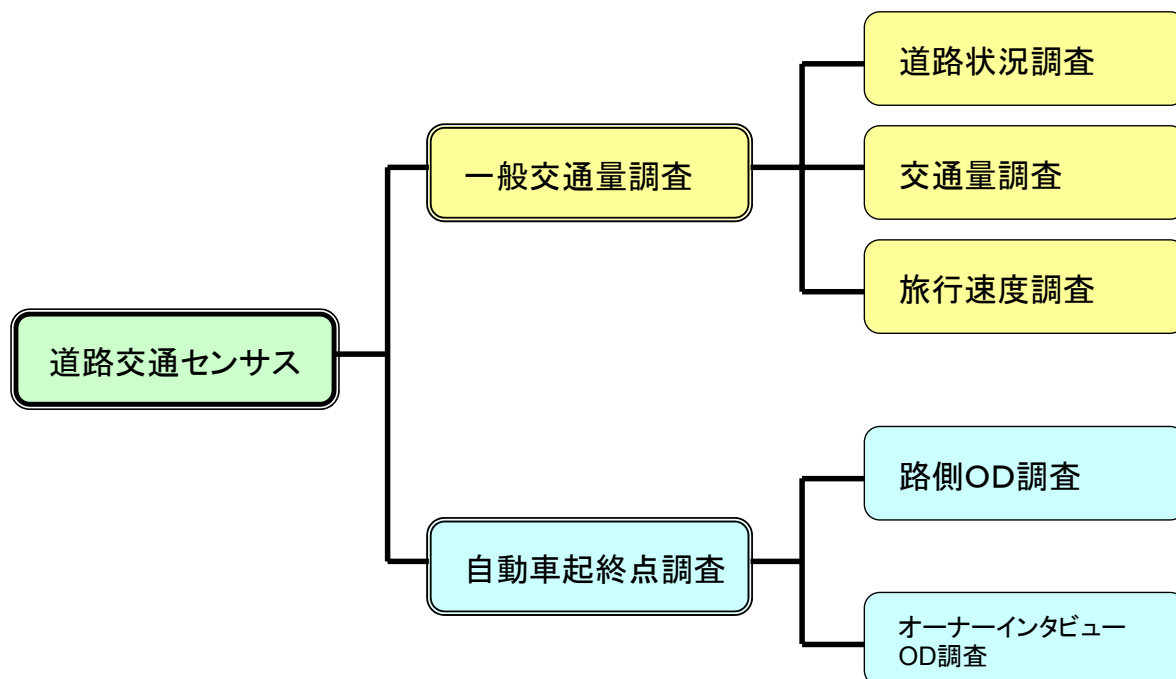 道路交通センサス
一般交通量調査
道路状況調査
交通量調査
旅行速度調査
自動車起終点調査
路側OD調査
オーナーインタビュー
OD調査